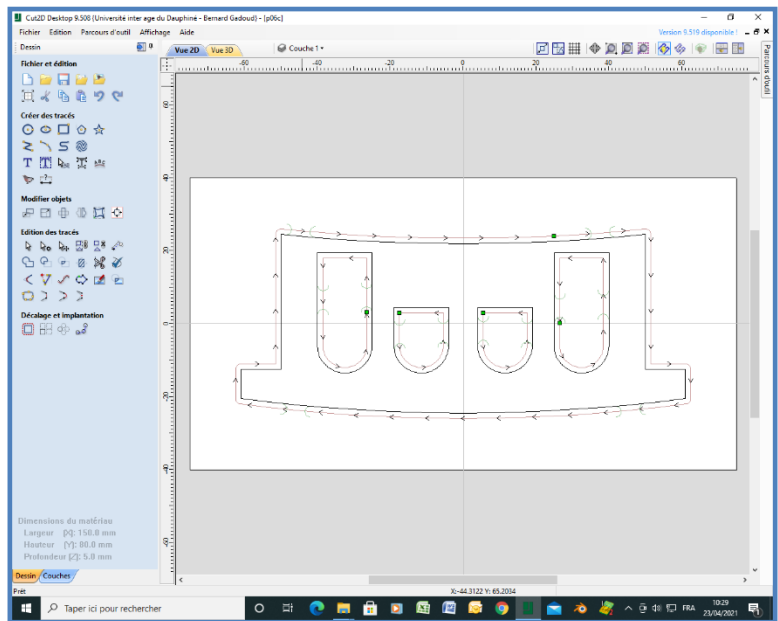 Cut2D Desktop 9.508 (Université inter age du Dauphiné - Bernard Gadoud) - [p06c]
Fichier Edition Parcours d'outil Affichage Aide
Version 9.519 disponible !
Dessin
Vue 2D Vue 3D
Couche 1
Parcours d'outil
-60 -40 -20 0 20 40 60
60
40
20
0
-20
-40
-60
Fichier et édition
Créer des tracés
Modifier objets
Edition des tracés
Décalage et implantation
Dimensions du matériau
Largeur [X]: 150.0 mm
Hauteur [Y]: 80.0 mm
Profondeur [Z]: 5.0 mm
Dessin Couches
Prêt
X:-44.3122 Y: 65.2034
Taper ici pour rechercher
FRA
10:29
23/04/2021